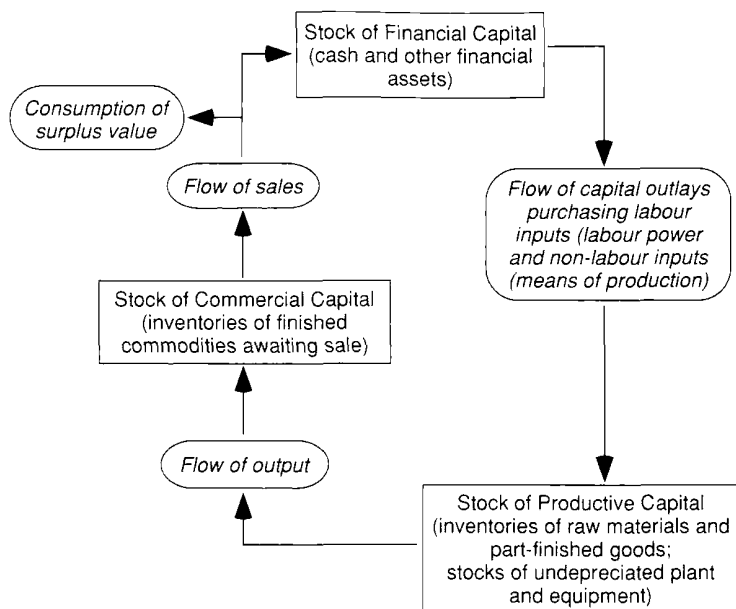 Stock of Financial Capital
(cash and other financial
assets)
Consumption of
surplus value
Flow of sales
Flow of capital outlays
purchasing labour
inputs (labour power
and non-labour inputs
(means of production)
Stock of Commercial Capital
(inventories of finished
commodities awaiting sale)
Flow of output
Stock of Productive Capital
(inventories of raw materials and
part-finished goods;
stocks of undepreciated plant
and equipment)